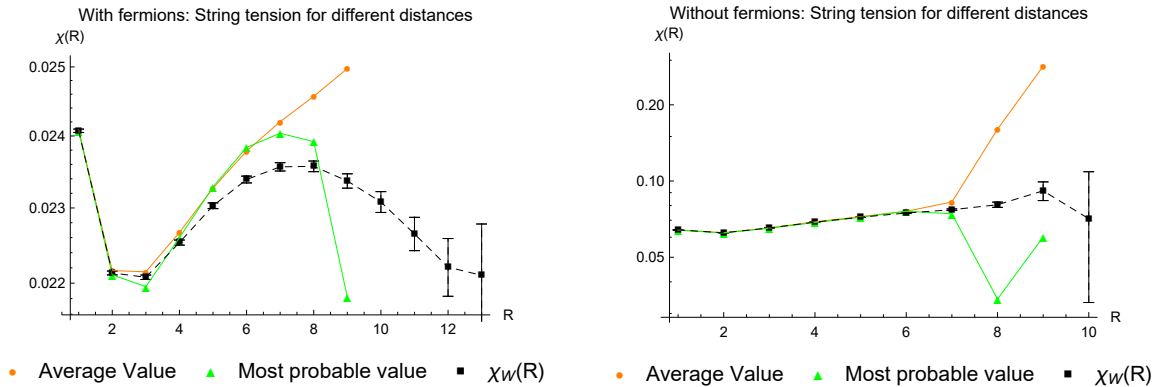 With fermions: String tension for different distances
χ(R)
0.025
0.024
0.023
0.022
2 4 6 8 10 12 R
Average Value Most probable value χW(R)
Without fermions: String tension for different distances
χ(R)
0.20
0.10
0.05
2 4 6 8 10 R
Average Value Most probable value χW(R)